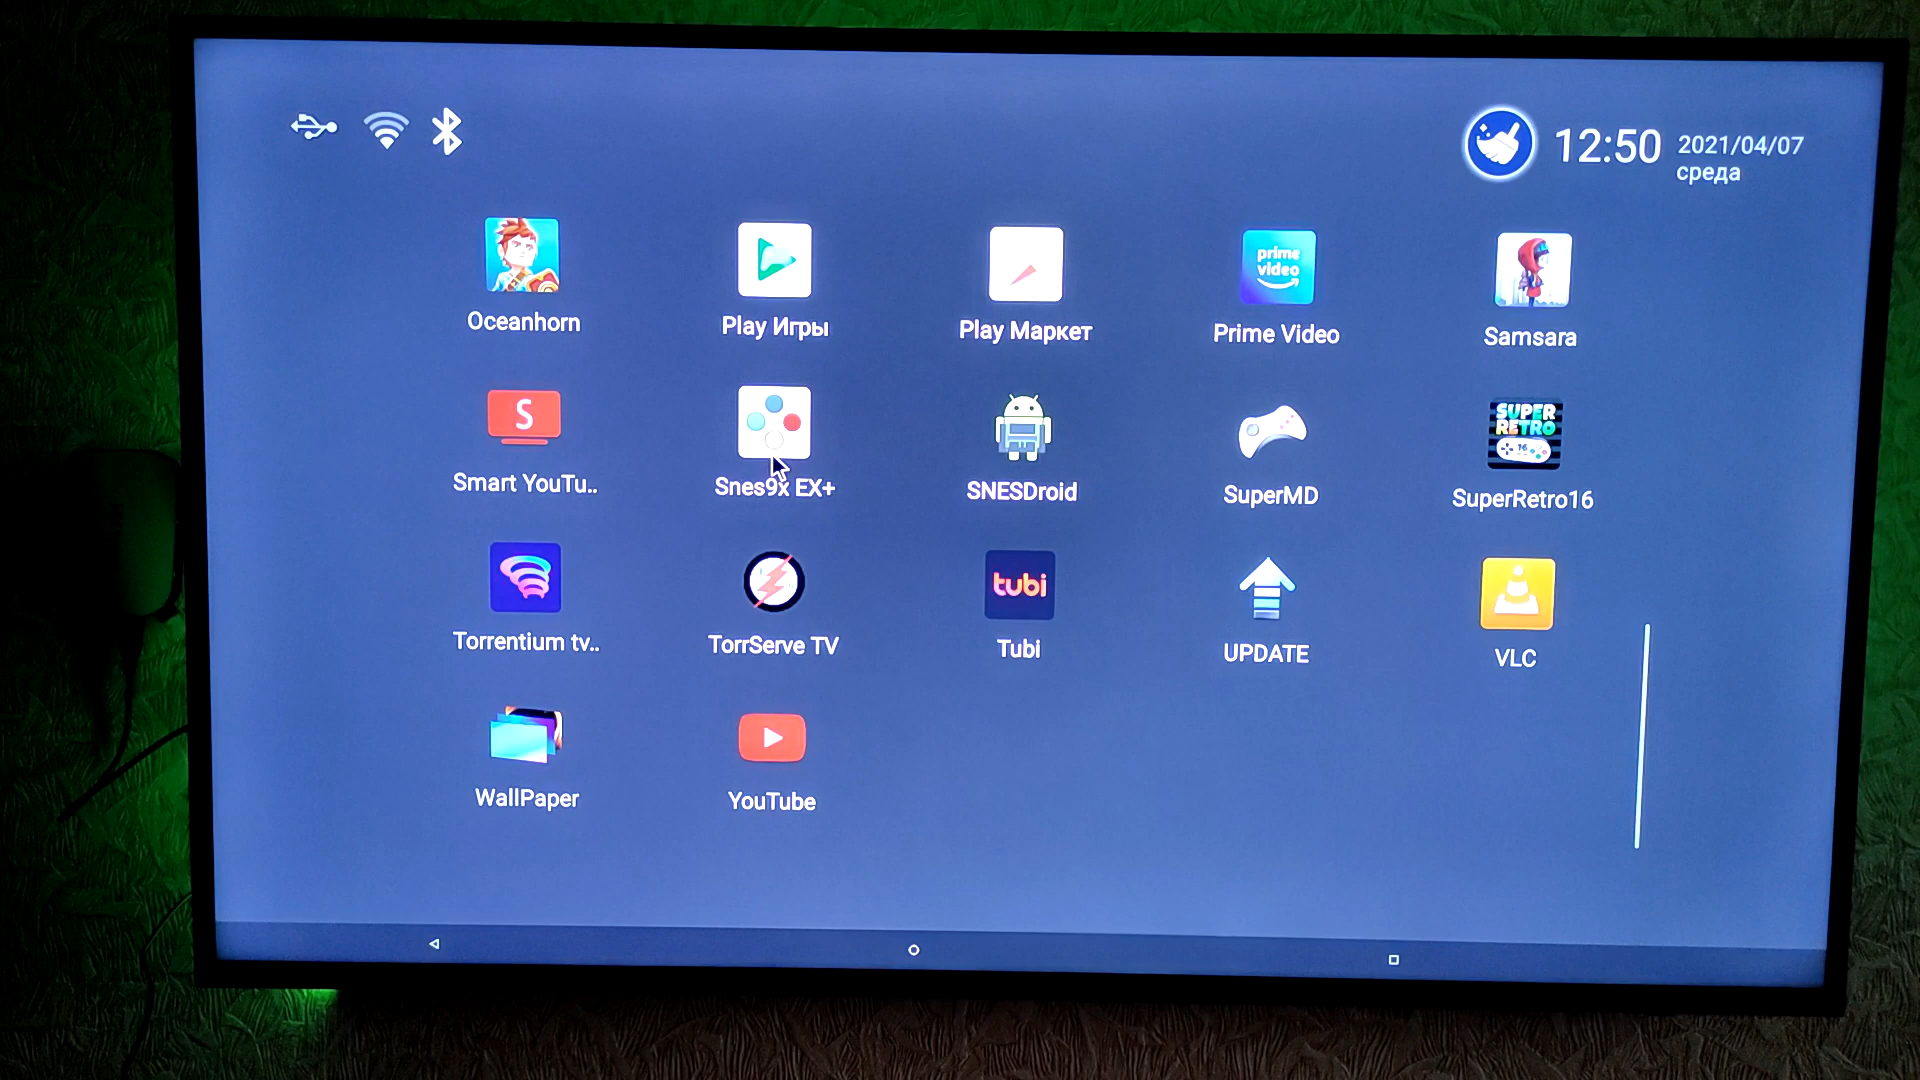 12:50
2021/04/07
среда
prime
video
Oceanhorn
Play Игры
Play Маркет
Prime Video
Samsara
S
SUPER
RETRO
16
Smart YouTu..
Snes9x EX+
SNESDroid
SuperMD
SuperRetro16
tubi
Torrentium tv..
TorrServe TV
Tubi
UPDATE
VLC
WallPaper
YouTube